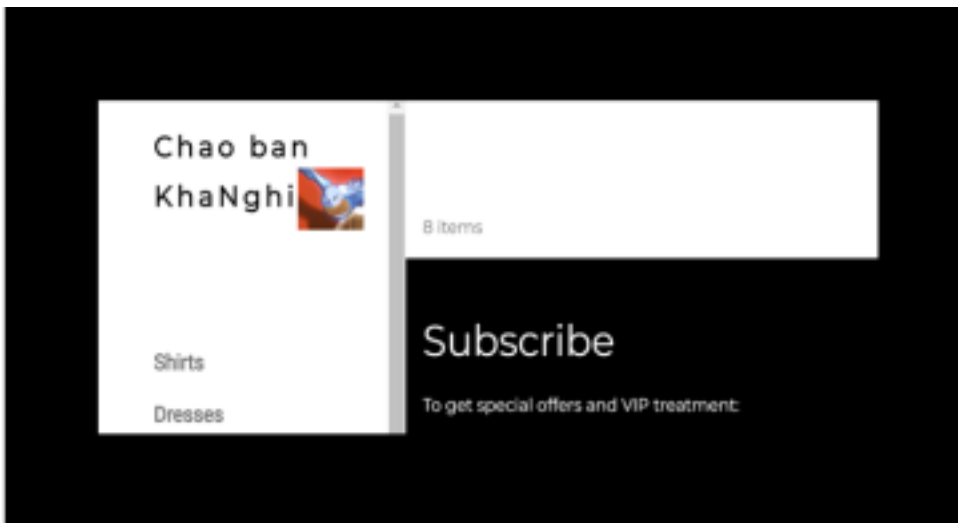 Chao ban
KhaNghi
8 items
Shirts
Dresses
Subscribe
To get special offers and VIP treatment: